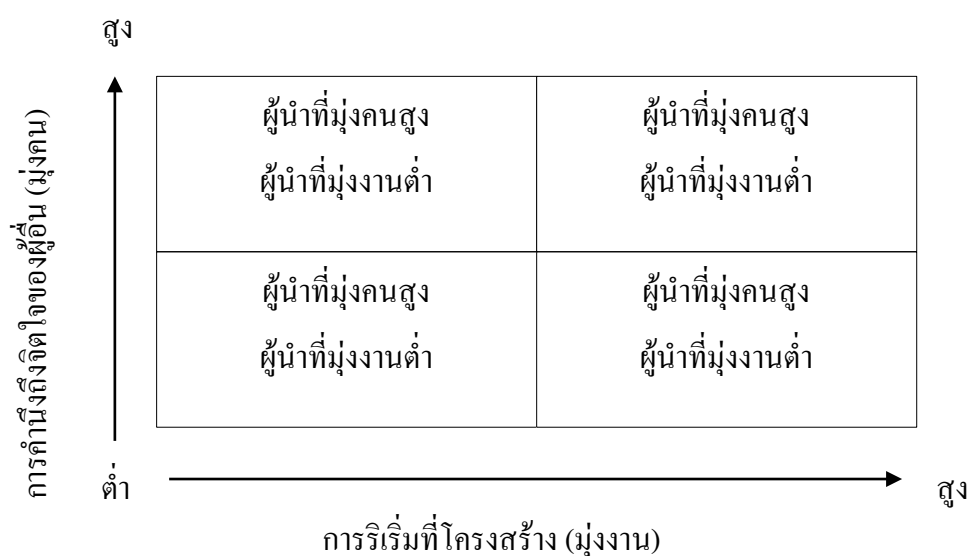 สูง
การคำนึงถึงจิตใจของผู้อื่น (มุ่งคน)
ผู้นำที่มุ่งคนสูง
ผู้นำที่มุ่งงานต่ำ
ผู้นำที่มุ่งคนสูง
ผู้นำที่มุ่งงานต่ำ
ผู้นำที่มุ่งคนสูง
ผู้นำที่มุ่งงานต่ำ
ผู้นำที่มุ่งคนสูง
ผู้นำที่มุ่งงานต่ำ
ต่ำ
สูง
การริเริ่มที่โครงสร้าง (มุ่งงาน)